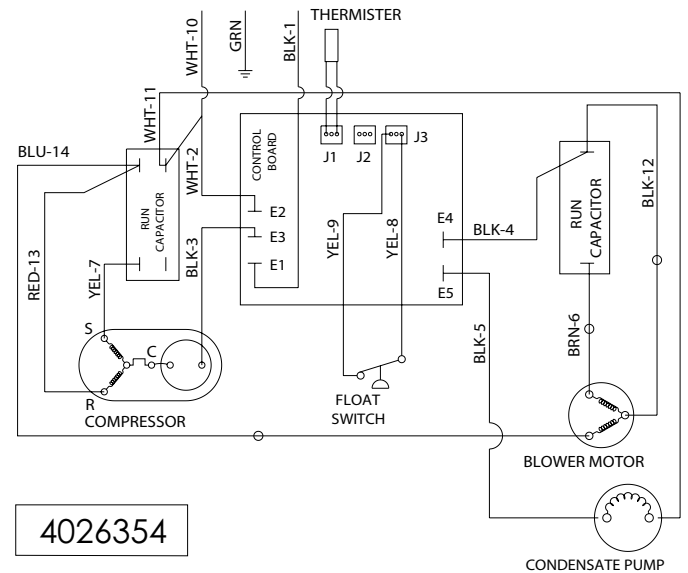 THERMISTER
WHT-10
GRN
BLK-1
WHT-11
BLU-14
WHT-2
CONTROL
BOARD
J1
J2
J3
BLK-12
RUN
CAPACITOR
RUN
CAPACITOR
E2
E3
E1
E4
E5
BLK-4
RED-13
YEL-7
BLK-3
YEL-9
YEL-8
BLK-5
BRN-6
S
C
R
COMPRESSOR
FLOAT
SWITCH
BLOWER MOTOR
4026354
CONDENSATE PUMP